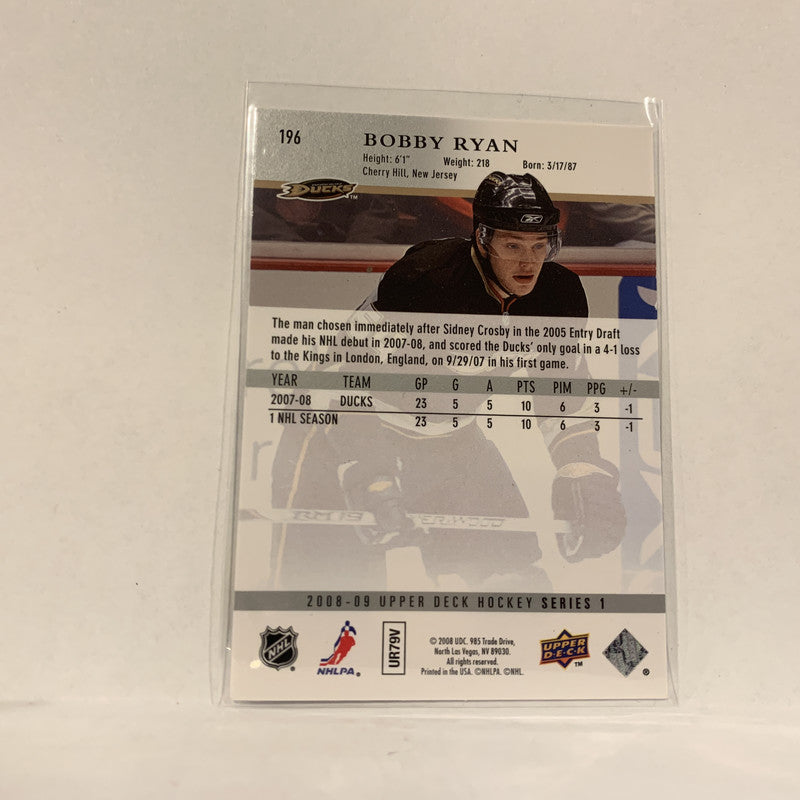 196
BOBBY RYAN
Height: 6'1" Weight: 218 Born: 3/17/87
Cherry Hill, New Jersey
DUCKS TM
The man chosen immediately after Sidney Crosby in the 2005 Entry Draft
made his NHL debut in 2007-08, and scored the Ducks' only goal in a 4-1 loss
to the Kings in London, England, on 9/29/07 in his first game.
YEAR TEAM GP G A PTS PIM PPG +/-
2007-08 DUCKS 23 5 5 10 6 3 -1
1 NHL SEASON 23 5 5 10 6 3 -1
RM19
2008-09 UPPER DECK HOCKEY SERIES 1
NHL
NHLPA.
UR79V
© 2008 UDC. 985 Trade Drive,
North Las Vegas, NV 89030.
All rights reserved.
Printed in the USA. ©NHLPA. ©NHL.
UPPER
D·E·C·K
TM
®